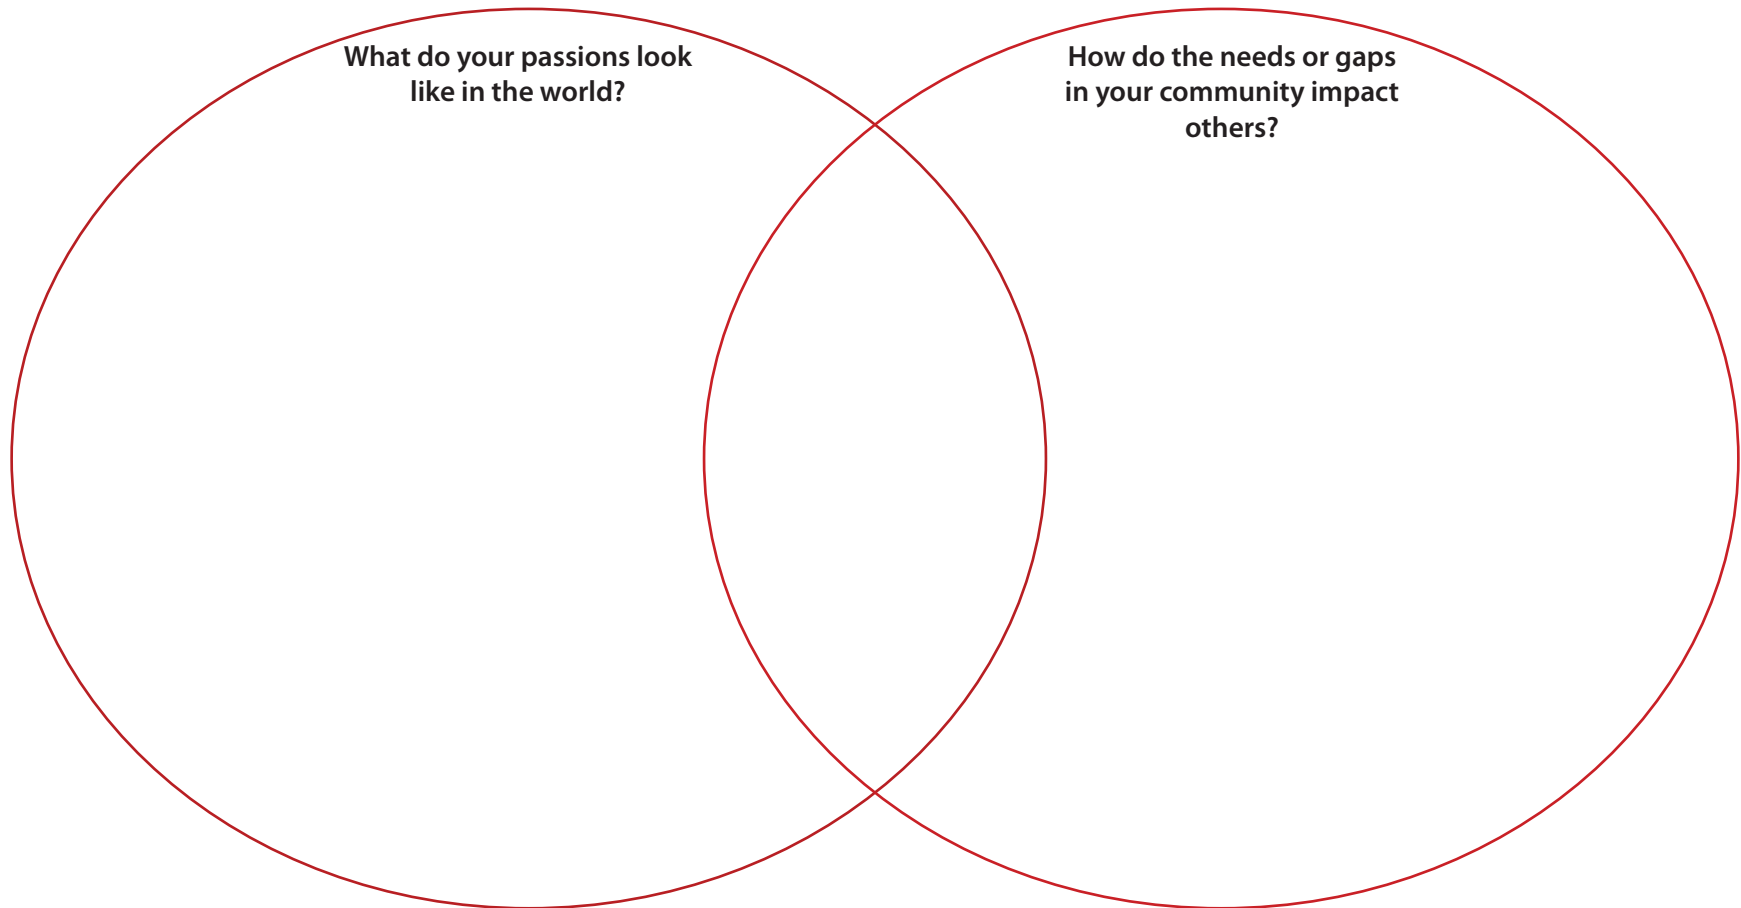 What do your passions look
like in the world?
How do the needs or gaps
in your community impact
others?